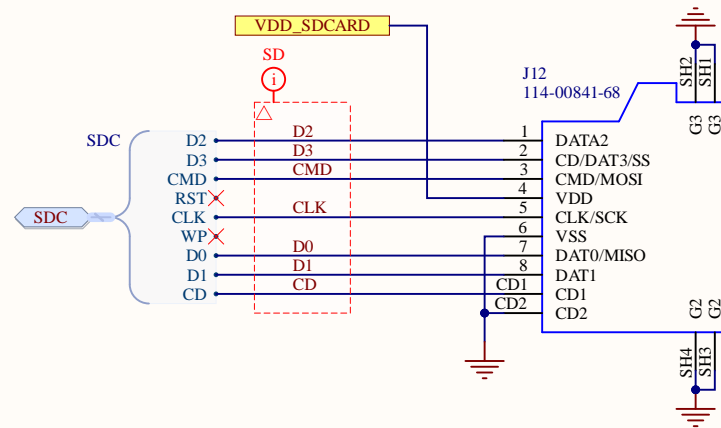 VDD_SDCARD
SD
i
J12
114-00841-68
SH2
SH1
G3
G3
SDC
SDC
D2
D2
1
DATA2
D3
D3
2
CD/DAT3/SS
CMD
CMD
3
CMD/MOSI
RST
4
VDD
CLK
CLK
5
CLK/SCK
WP
6
VSS
D0
D0
7
DAT0/MISO
D1
D1
8
DAT1
CD
CD
CD1
CD1
CD2
CD2
G2
G2
SH4
SH3